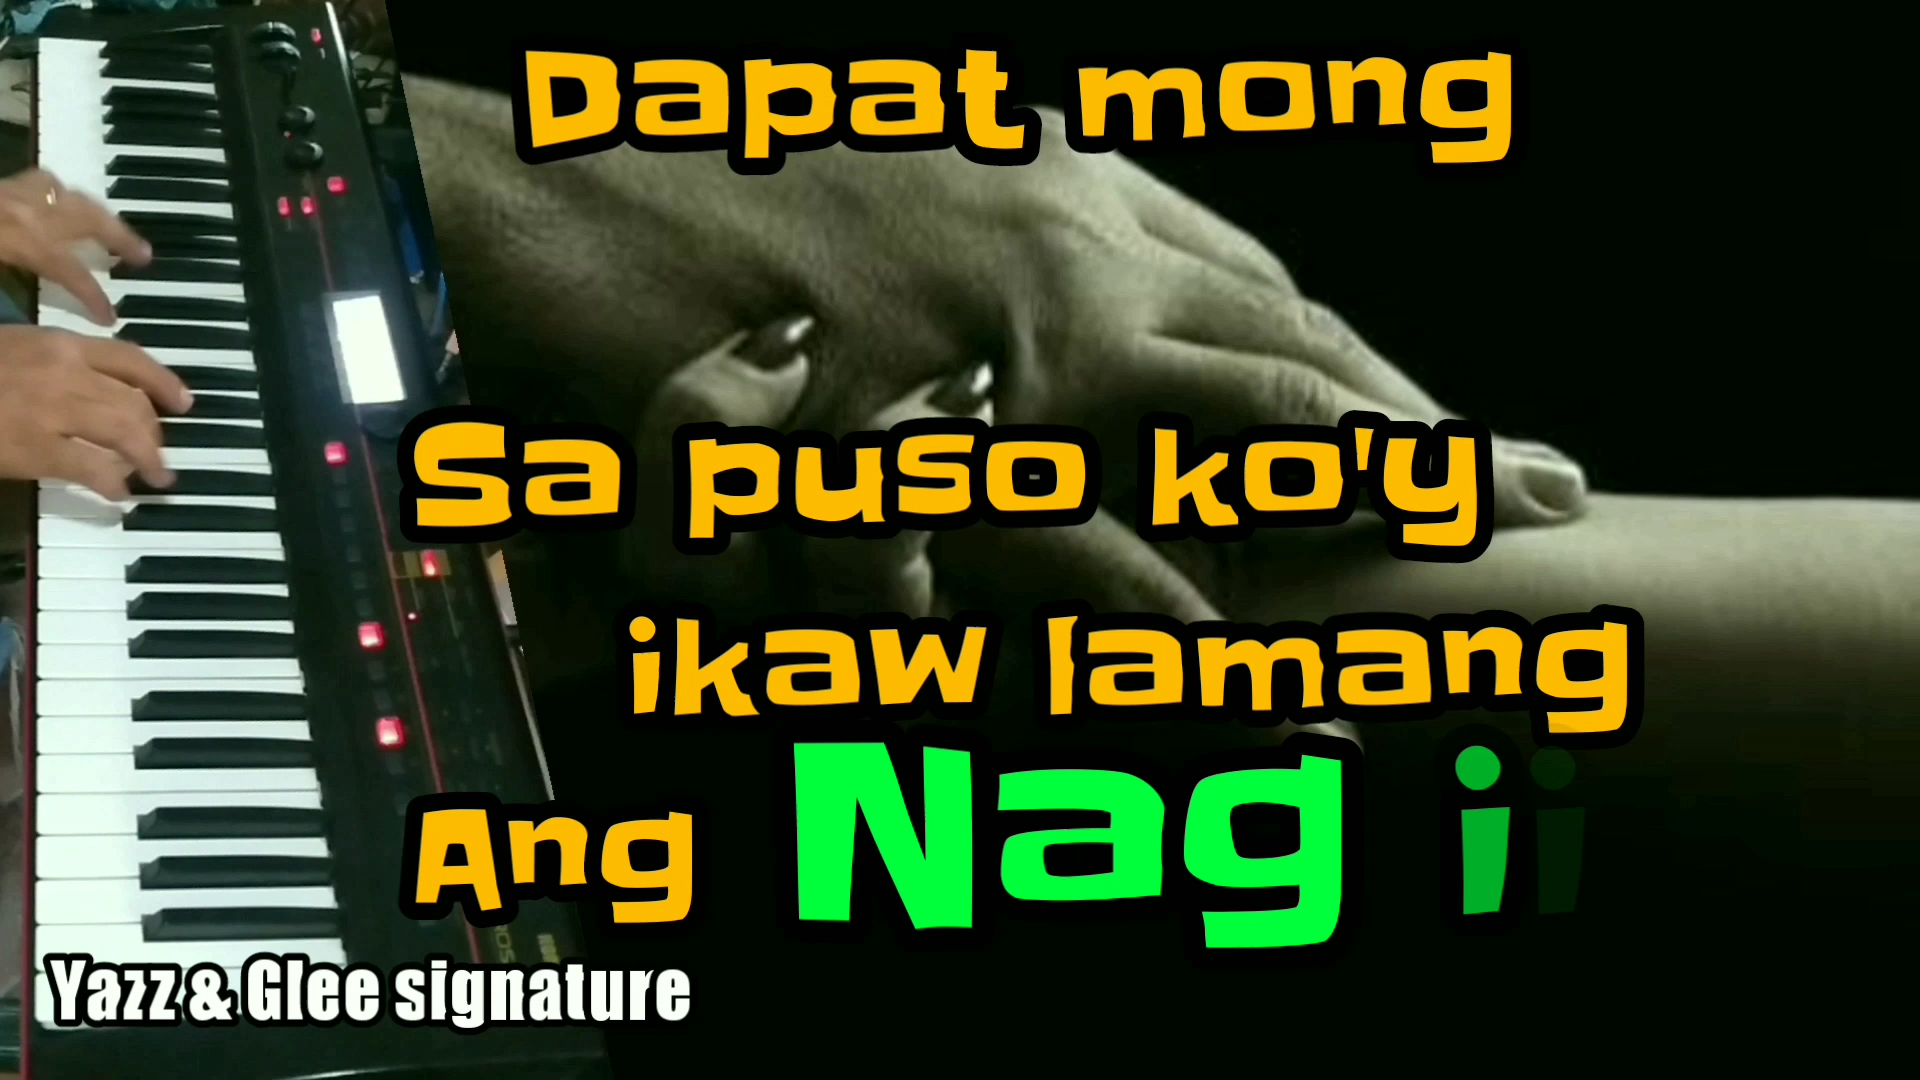 Dapat mong
Sa puso ko'y
ikaw lamang
Ang Nag ii
Yazz & Glee signature